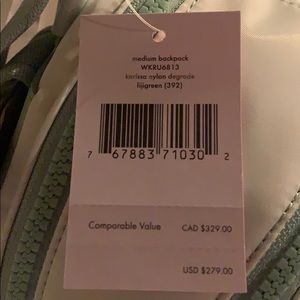 medium backpack
WKRU6813
karissa nylon degrade
fijigreen (392)
7 67883 71030 2
Comparable Value CAD $329.00
USD $279.00